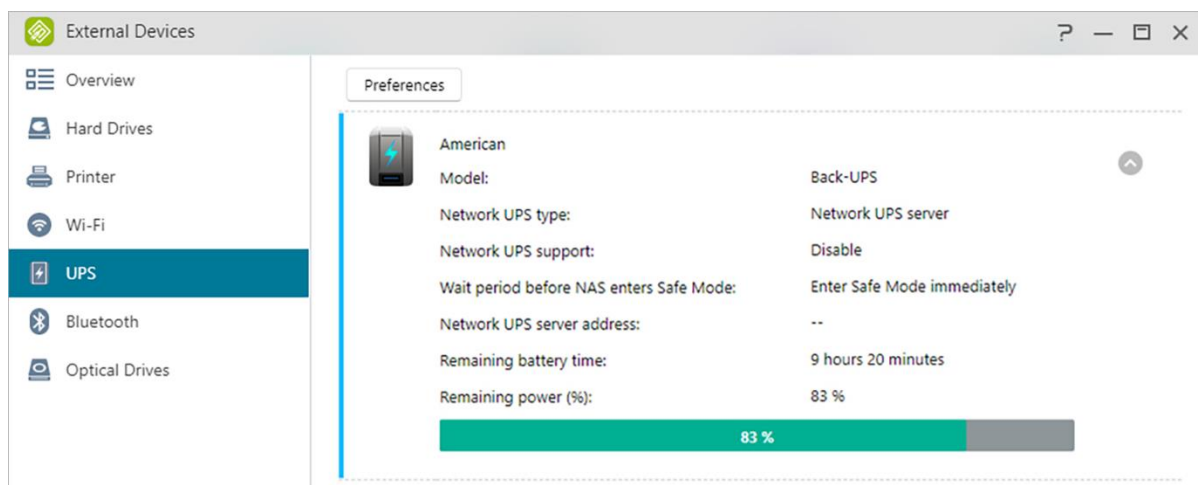 External Devices
Overview
Hard Drives
Printer
Wi-Fi
UPS
Bluetooth
Optical Drives
Preferences
American
Model: Back-UPS
Network UPS type: Network UPS server
Network UPS support: Disable
Wait period before NAS enters Safe Mode: Enter Safe Mode immediately
Network UPS server address: --
Remaining battery time: 9 hours 20 minutes
Remaining power (%): 83 %
83 %